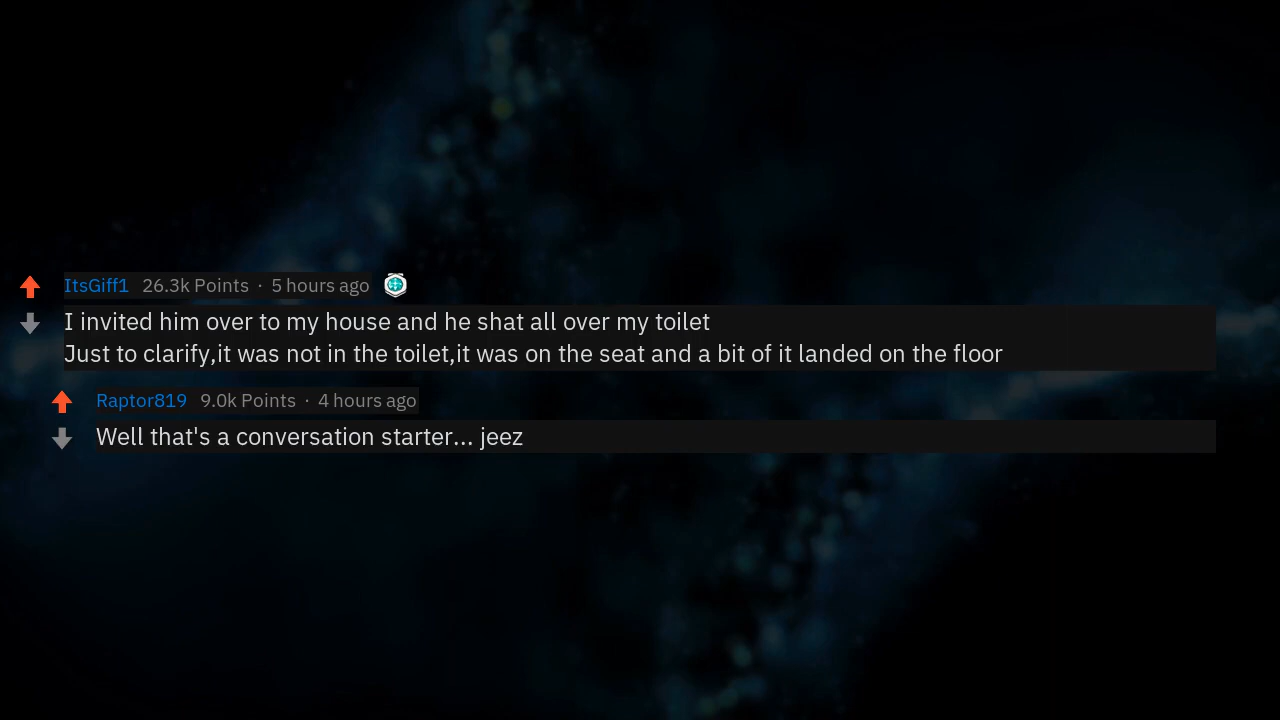 ItsGiff1 26.3k Points · 5 hours ago
I invited him over to my house and he shat all over my toilet
Just to clarify,it was not in the toilet,it was on the seat and a bit of it landed on the floor
Raptor819 9.0k Points · 4 hours ago
Well that's a conversation starter... jeez